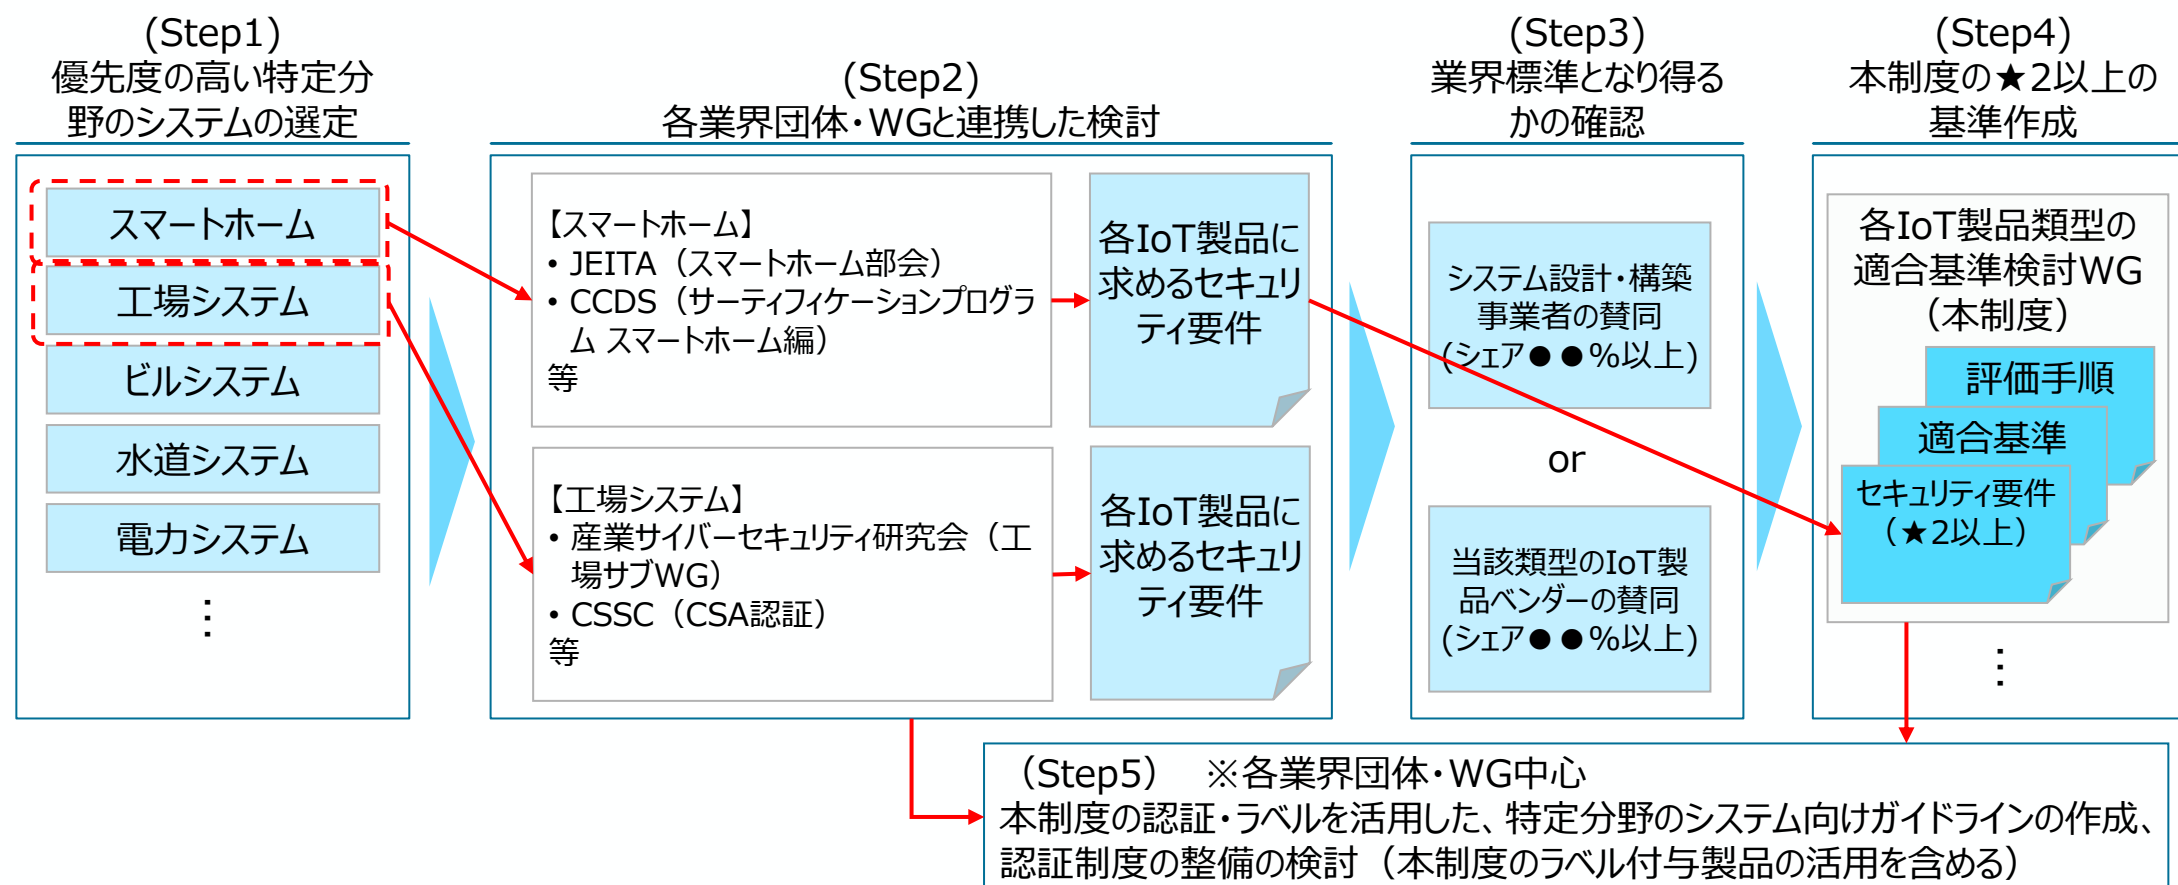 (Step1)
優先度の高い特定分
野のシステムの選定
スマートホーム
工場システム
ビルシステム
水道システム
電力システム
…
(Step2)
各業界団体・WGと連携した検討
【スマートホーム】
• JEITA（スマートホーム部会）
• CCDS（サーティフィケーションプログラ
ム スマートホーム編）
等
各IoT製品に
求めるセキュリ
ティ要件
【工場システム】
• 産業サイバーセキュリティ研究会（工
場サブWG）
• CSSC（CSA認証）
等
各IoT製品に
求めるセキュリ
ティ要件
(Step3)
業界標準となり得る
かの確認
システム設計・構築
事業者の賛同
(シェア●●%以上)
or
当該類型のIoT製
品ベンダーの賛同
(シェア●●%以上)
(Step4)
本制度の★2以上の
基準作成
各IoT製品類型の
適合基準検討WG
（本制度）
評価手順
適合基準
セキュリティ要件
（★2以上）
…
（Step5） ※各業界団体・WG中心
本制度の認証・ラベルを活用した、特定分野のシステム向けガイドラインの作成、
認証制度の整備の検討（本制度のラベル付与製品の活用を含める）